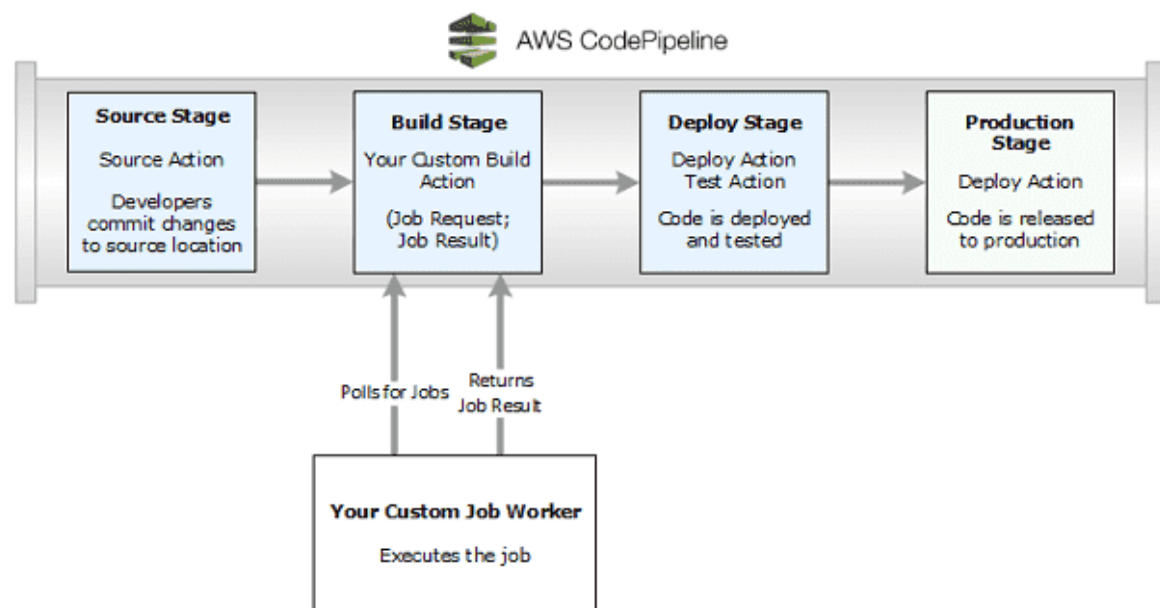 AWS CodePipeline
Source Stage
Source Action
Developers
commit changes
to source location
Build Stage
Your Custom Build
Action
(Job Request;
Job Result)
Deploy Stage
Deploy Action
Test Action
Code is deployed
and tested
Production
Stage
Deploy Action
Code is released
to production
Polls for Jobs
Returns
Job Result
Your Custom Job Worker
Executes the job